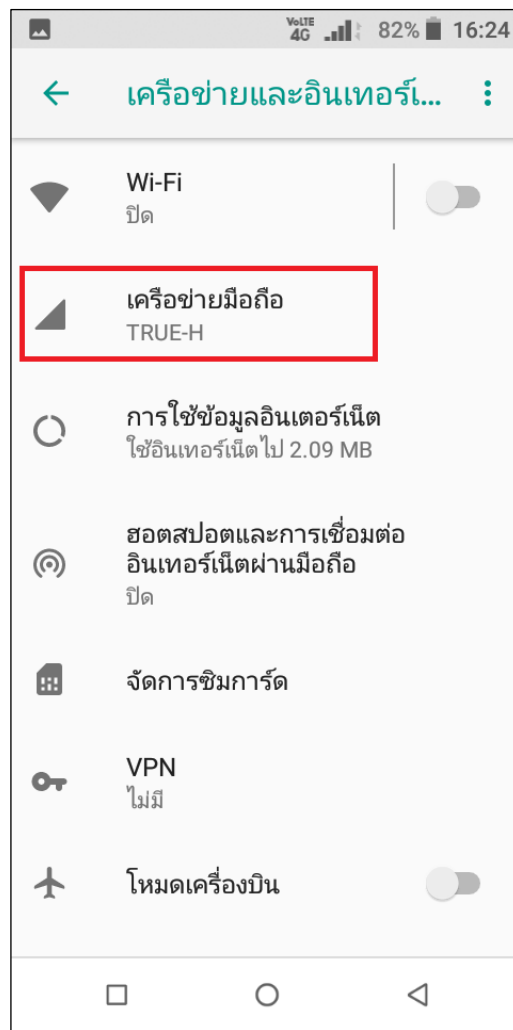 VoLTE
4G 82% 16:24
เครือข่ายและอินเทอร์เ...
Wi-Fi
ปิด
เครือข่ายมือถือ
TRUE-H
การใช้ข้อมูลอินเตอร์เน็ต
ใช้อินเทอร์เน็ตไป 2.09 MB
ฮอตสปอตและการเชื่อมต่อ
อินเทอร์เน็ตผ่านมือถือ
ปิด
จัดการซิมการ์ด
VPN
ไม่มี
โหมดเครื่องบิน